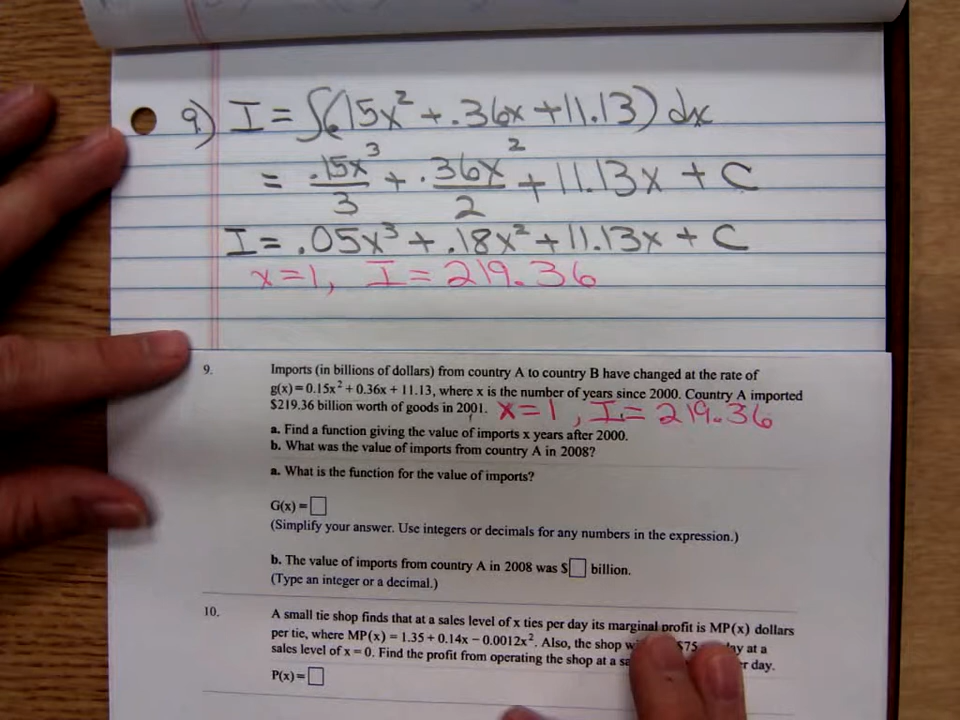 9.) I = ∫(.15x² + .36x + 11.13) dx
= .15x³/3 + .36x²/2 + 11.13x + C
I = .05x³ + .18x² + 11.13x + C
x = 1, I = 219.36
9. Imports (in billions of dollars) from country A to country B have changed at the rate of
g(x) = 0.15x² + 0.36x + 11.13, where x is the number of years since 2000. Country A imported
$219.36 billion worth of goods in 2001. x = 1, I = 219.36
a. Find a function giving the value of imports x years after 2000.
b. What was the value of imports from country A in 2008?
a. What is the function for the value of imports?
G(x) = □
(Simplify your answer. Use integers or decimals for any numbers in the expression.)
b. The value of imports from country A in 2008 was $□ billion.
(Type an integer or a decimal.)
10. A small tie shop finds that at a sales level of x ties per day its marginal profit is MP(x) dollars
per tie, where MP(x) = 1.35 + 0.14x − 0.0012x². Also, the shop $75 at a
sales level of x = 0. Find the profit from operating the shop at a day.
P(x) = □